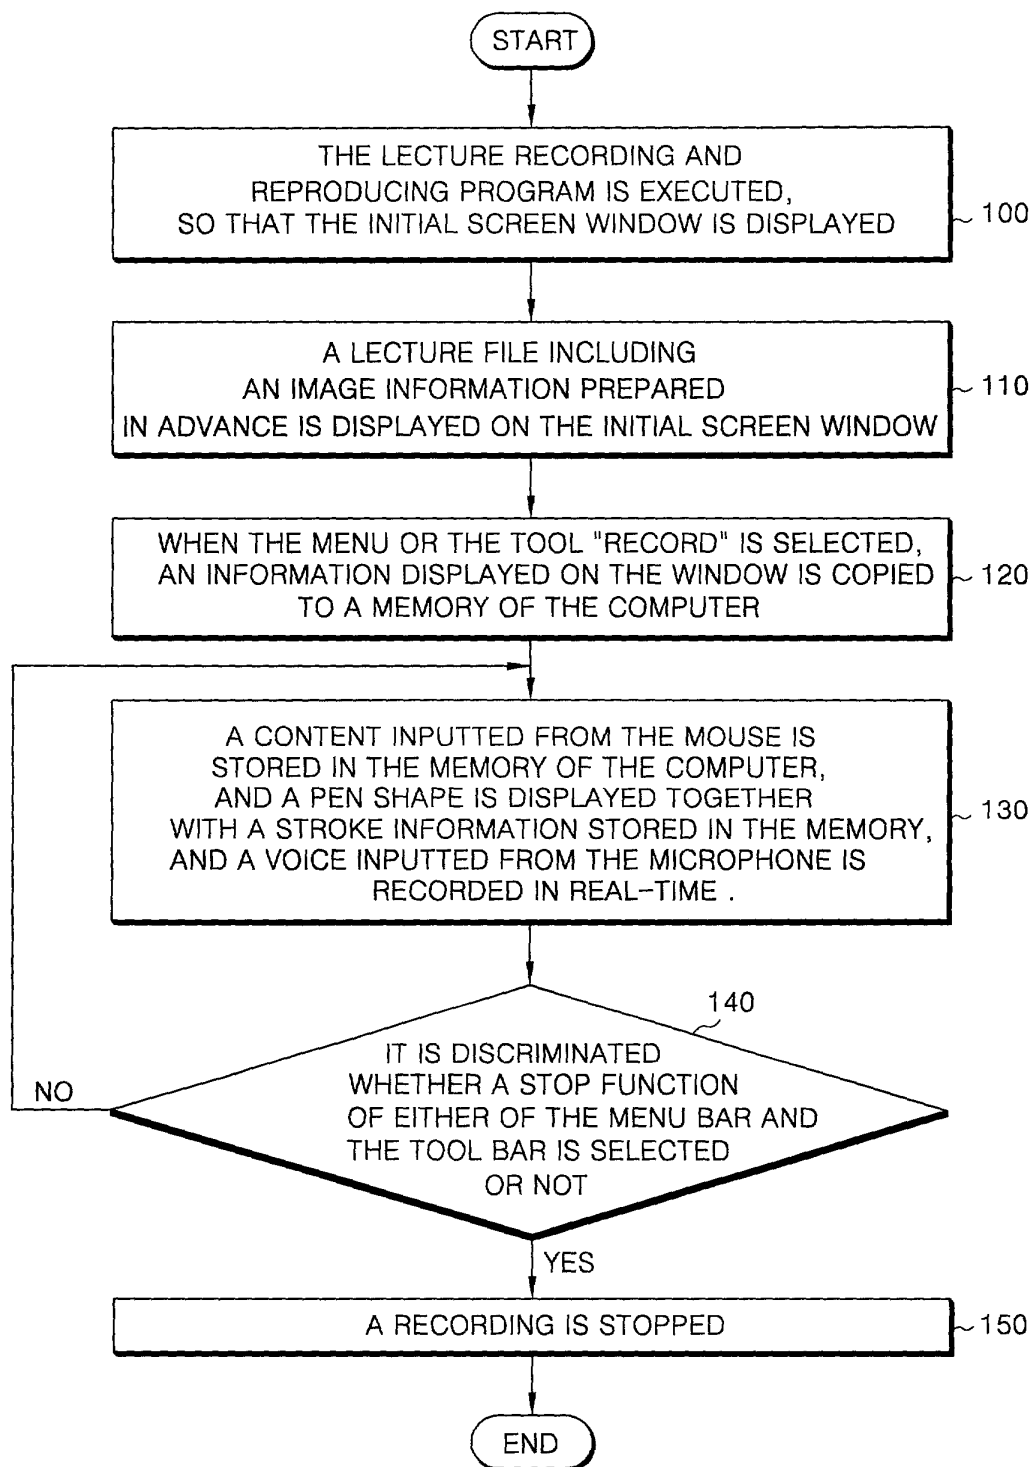 START
THE LECTURE RECORDING AND
REPRODUCING PROGRAM IS EXECUTED,
SO THAT THE INITIAL SCREEN WINDOW IS DISPLAYED
100
A LECTURE FILE INCLUDING
AN IMAGE INFORMATION PREPARED
IN ADVANCE IS DISPLAYED ON THE INITIAL SCREEN WINDOW
110
WHEN THE MENU OR THE TOOL "RECORD" IS SELECTED,
AN INFORMATION DISPLAYED ON THE WINDOW IS COPIED
TO A MEMORY OF THE COMPUTER
120
A CONTENT INPUTTED FROM THE MOUSE IS
STORED IN THE MEMORY OF THE COMPUTER,
AND A PEN SHAPE IS DISPLAYED TOGETHER
WITH A STROKE INFORMATION STORED IN THE MEMORY,
AND A VOICE INPUTTED FROM THE MICROPHONE IS
RECORDED IN REAL-TIME .
130
140
IT IS DISCRIMINATED
WHETHER A STOP FUNCTION
OF EITHER OF THE MENU BAR AND
THE TOOL BAR IS SELECTED
OR NOT
NO
YES
A RECORDING IS STOPPED
150
END